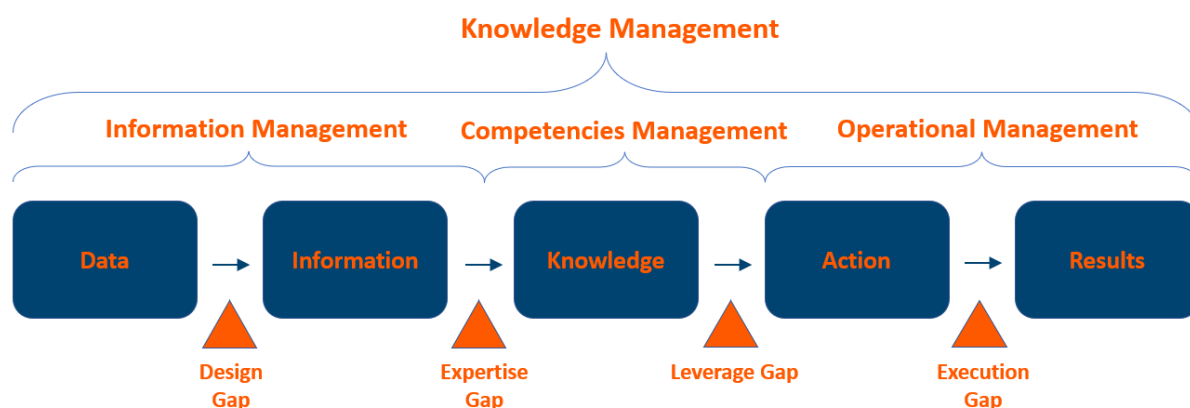 Knowledge Management
Information Management
Competencies Management
Operational Management
Data
Information
Knowledge
Action
Results
Design
Gap
Expertise
Gap
Leverage Gap
Execution
Gap